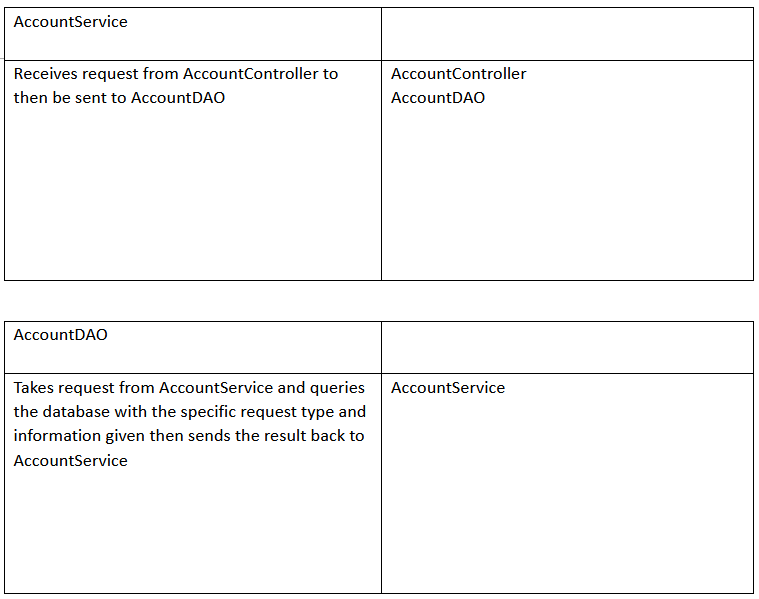 AccountService
Receives request from AccountController to
then be sent to AccountDAO
AccountController
AccountDAO
AccountDAO
Takes request from AccountService and queries
the database with the specific request type and
information given then sends the result back to
AccountService
AccountService